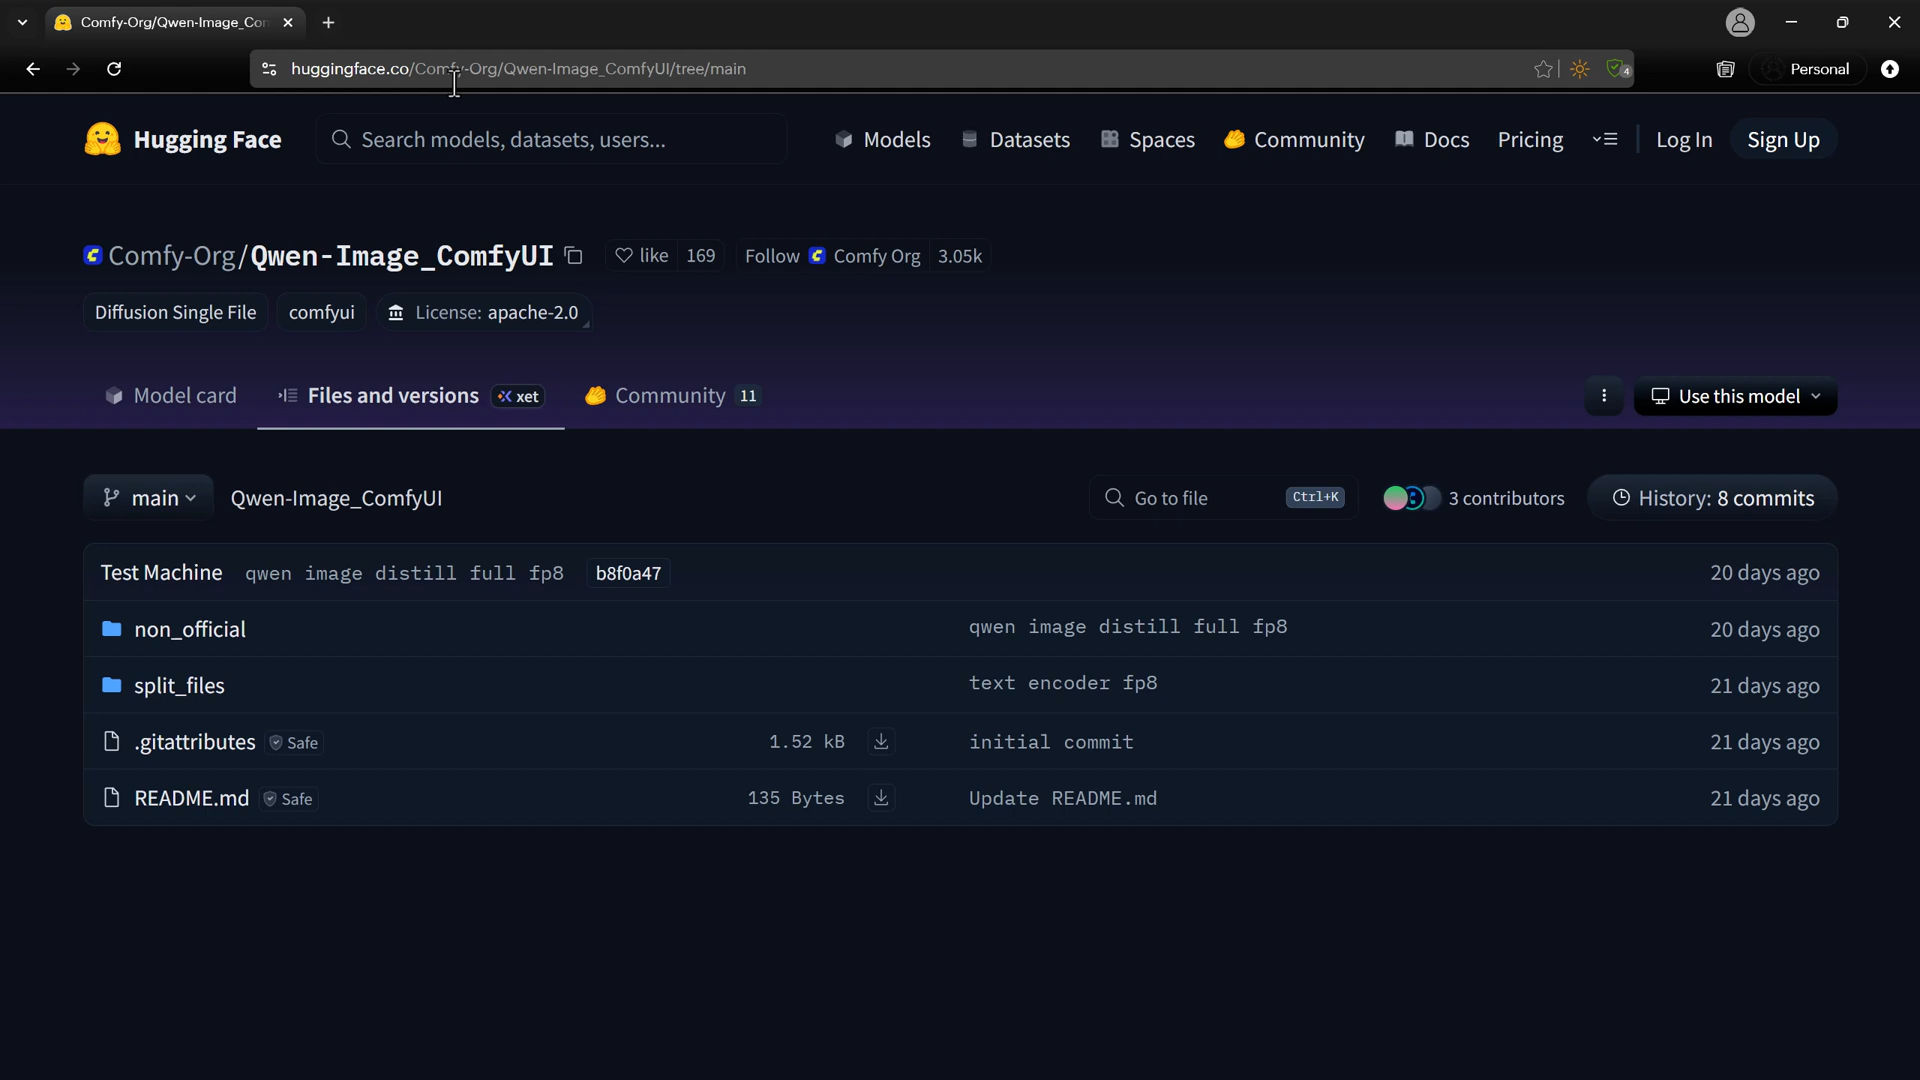 Comfy-Org/Qwen-Image_Con
huggingface.co/Comfy-Org/Qwen-Image_ComfyUI/tree/main
4
Personal
Hugging Face
Search models, datasets, users...
Models
Datasets
Spaces
Community
Docs
Pricing
Log In
Sign Up
Comfy-Org/Qwen-Image_ComfyUI
like 169
Follow Comfy Org 3.05k
Diffusion Single File
comfyui
License: apache-2.0
Model card
Files and versions xet
Community 11
Use this model
main
Qwen-Image_ComfyUI
Go to file Ctrl+K
3 contributors
History: 8 commits
Test Machine qwen image distill full fp8 b8f0a47 20 days ago
non_official qwen image distill full fp8 20 days ago
split_files text encoder fp8 21 days ago
.gitattributes Safe 1.52 kB initial commit 21 days ago
README.md Safe 135 Bytes Update README.md 21 days ago